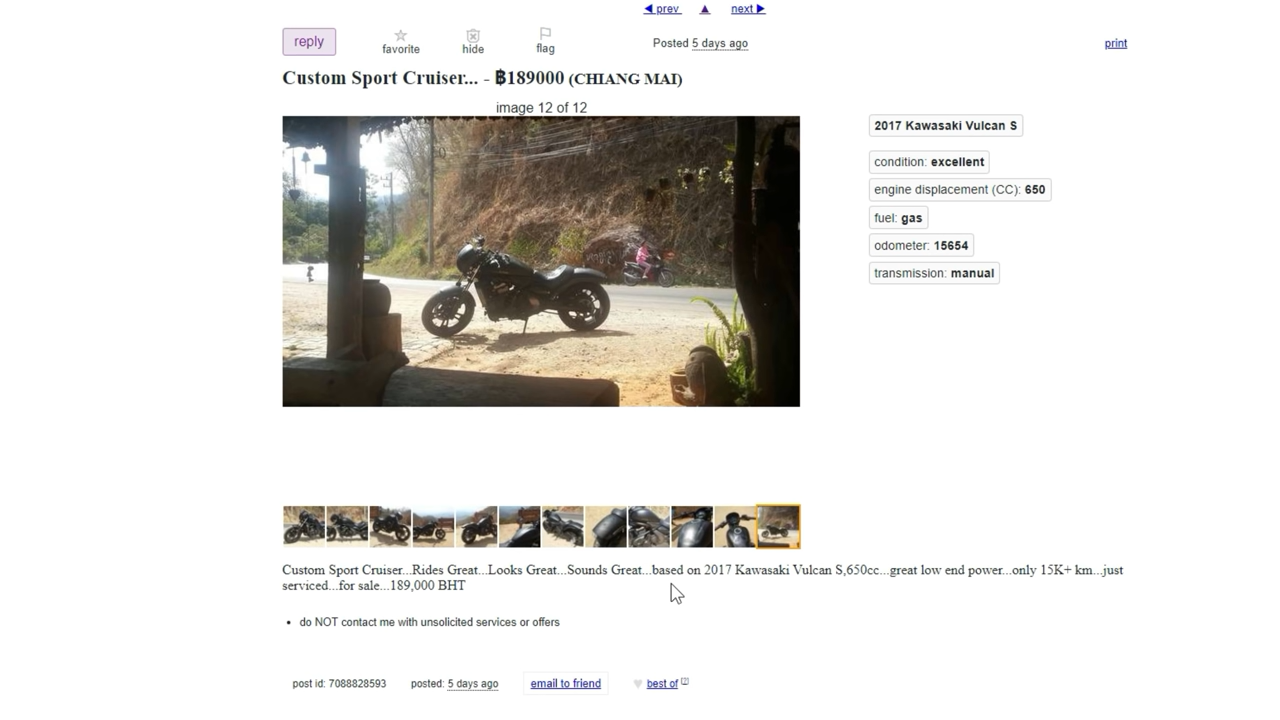 ◀ prev ▲ next ▶
reply favorite hide flag Posted 5 days ago print
Custom Sport Cruiser... - ฿189000 (CHIANG MAI)
image 12 of 12
2017 Kawasaki Vulcan S
condition: excellent
engine displacement (CC): 650
fuel: gas
odometer: 15654
transmission: manual
Custom Sport Cruiser...Rides Great...Looks Great...Sounds Great...based on 2017 Kawasaki Vulcan S,650cc...great low end power...only 15K+ km...just
serviced...for sale...189,000 BHT
• do NOT contact me with unsolicited services or offers
post id: 7088828593 posted: 5 days ago email to friend ♥ best of [?]